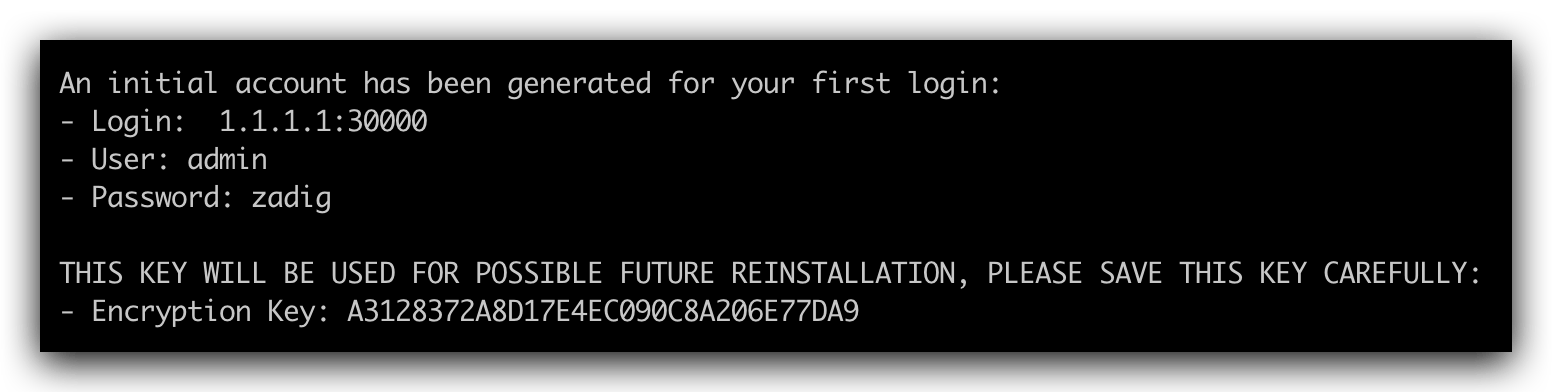 An initial account has been generated for your first login:
- Login:  1.1.1.1:30000
- User: admin
- Password: zadig
THIS KEY WILL BE USED FOR POSSIBLE FUTURE REINSTALLATION, PLEASE SAVE THIS KEY CAREFULLY:
- Encryption Key: A3128372A8D17E4EC090C8A206E77DA9